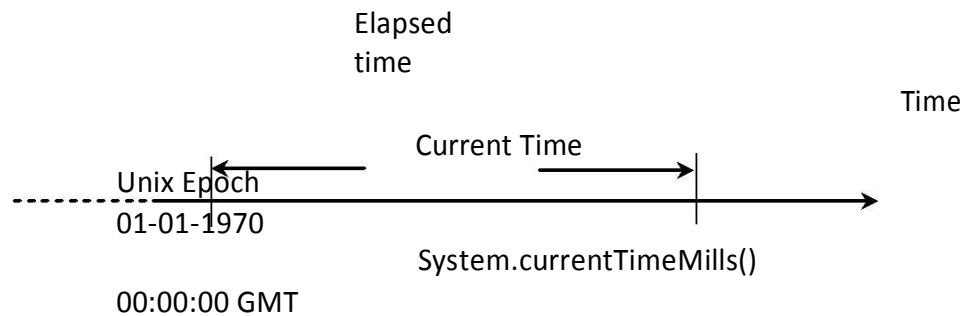 Elapsed
time
Time
Current Time
Unix Epoch
01-01-1970
System.currentTimeMills()
00:00:00 GMT